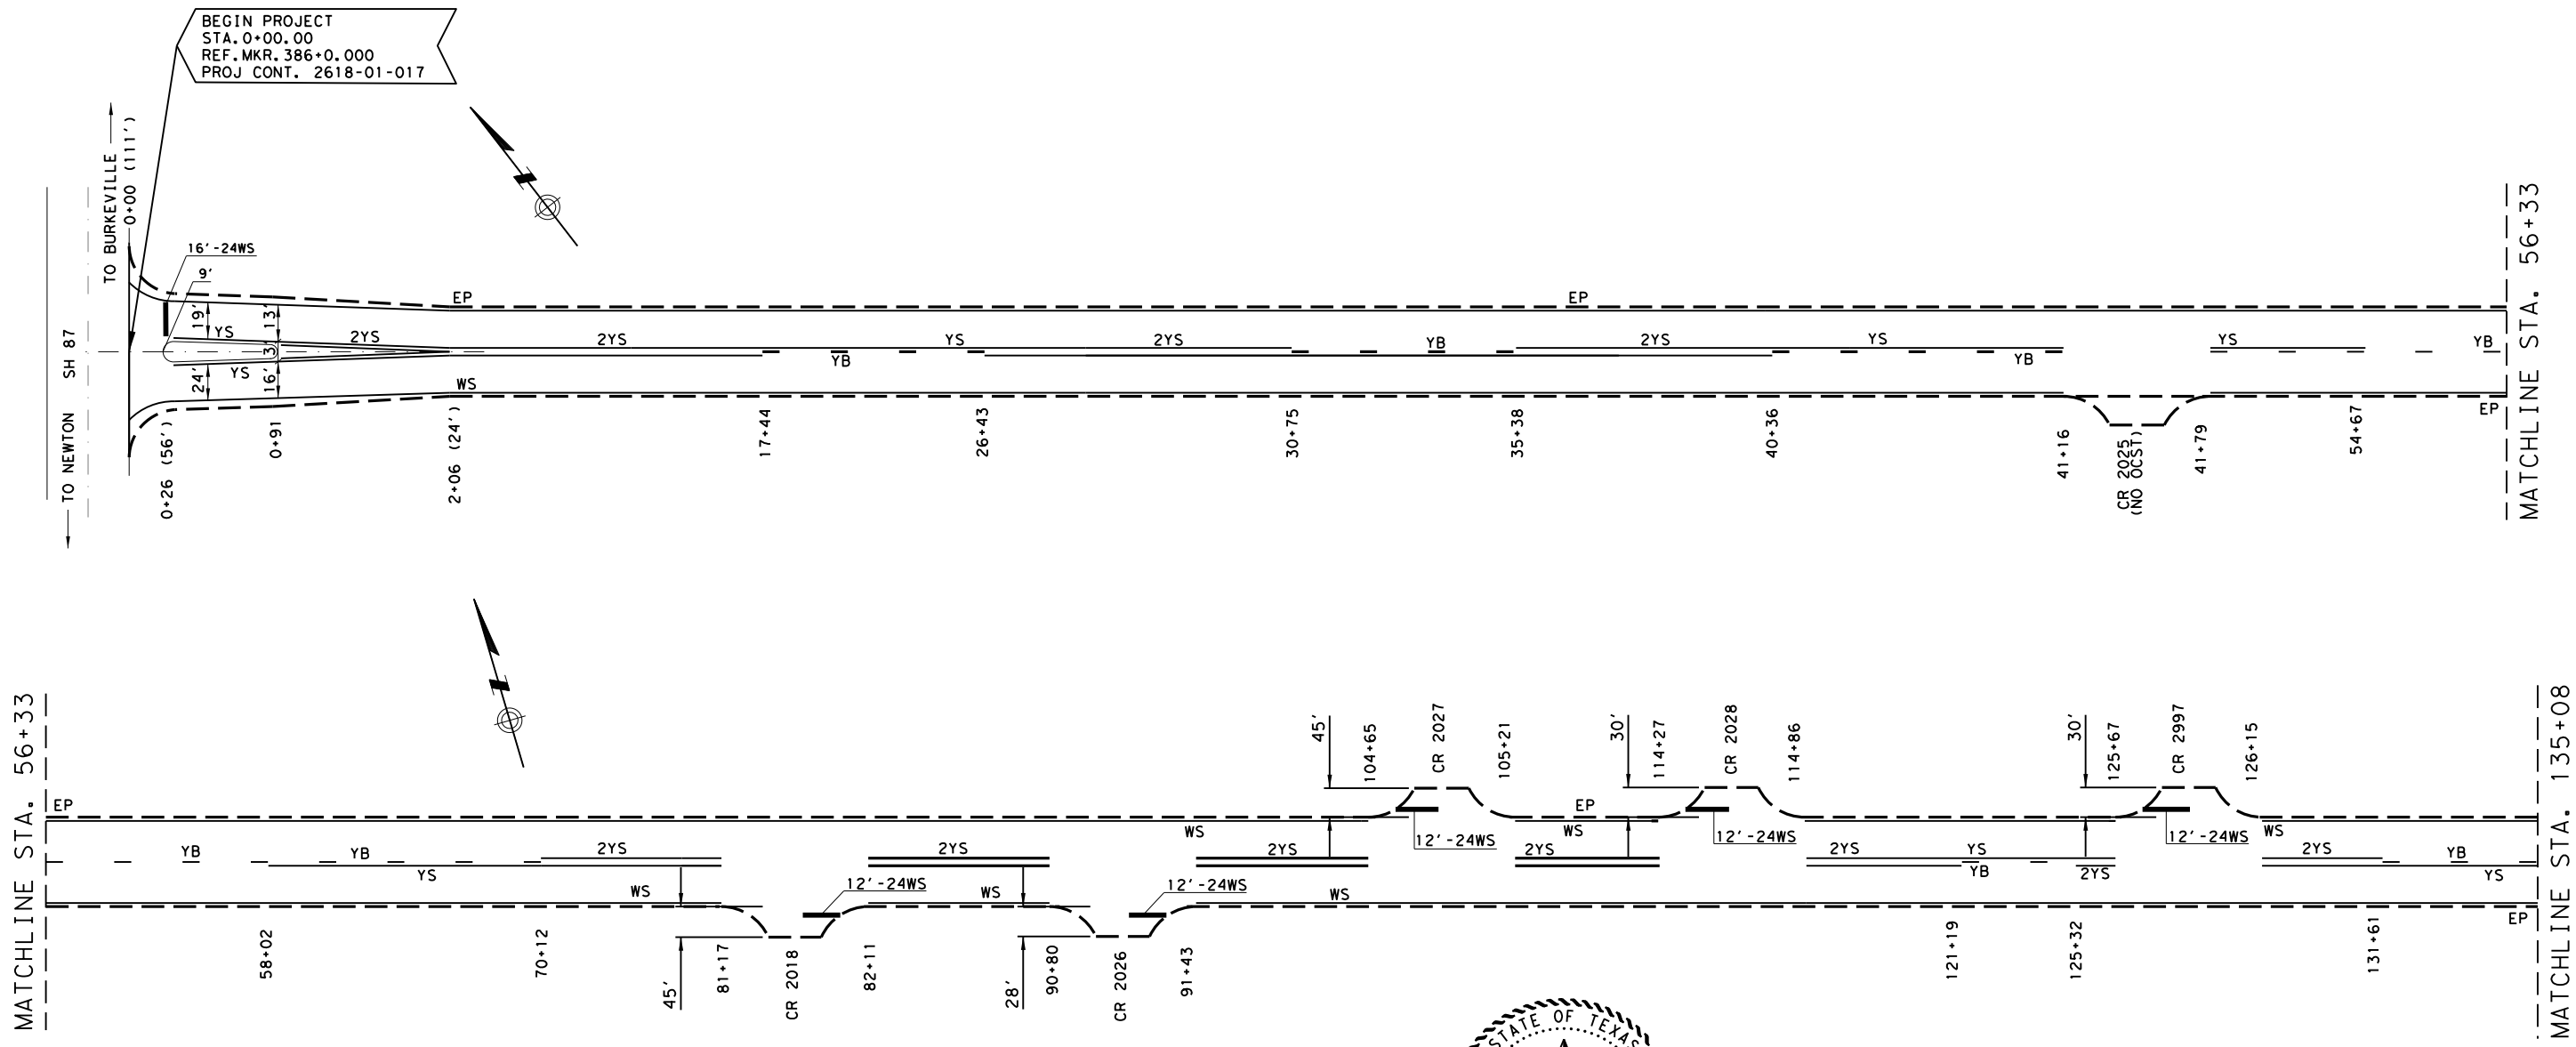 BEGIN PROJECT
STA. 0+00.00
REF. MKR. 386+0.000
PROJ CONT. 2618-01-017
TO BURKEVILLE
0+00 (111')
16'-24WS
9'
SH 87
TO NEWTON
19'
13'
YS
2YS
3'
YS
24'
16'
EP
EP
2YS
YS
2YS
YB
2YS
YS
YS
YB
YB
YB
WS
EP
0+26 (56')
0+91
2+06 (24')
17+44
26+43
30+75
35+38
40+36
41+16
CR 2025
(NO OCST)
41+79
54+67
MATCHLINE STA. 56+33
MATCHLINE STA. 56+33
45'
104+65
CR 2027
105+21
30'
114+27
CR 2028
114+86
30'
125+67
CR 2997
126+15
EP
EP
WS
WS
WS
12'-24WS
12'-24WS
12'-24WS
YB
YB
2YS
2YS
2YS
2YS
2YS
YS
2YS
YB
YS
YB
2YS
YS
WS
12'-24WS
WS
12'-24WS
WS
EP
58+02
70+12
45'
81+17
CR 2018
82+11
28'
90+80
CR 2026
91+43
121+19
125+32
131+61
MATCHLINE STA. 135+08
STATE OF TEXAS